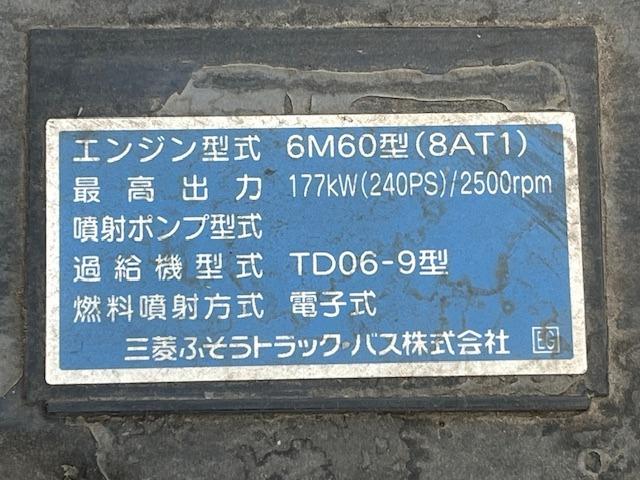 エンジン型式 6M60型(8AT1)
最高出力 177kW(240PS)/2500rpm
噴射ポンプ型式
過給機型式 TD06-9型
燃料噴射方式 電子式
三菱ふそうトラック・バス株式会社 EG